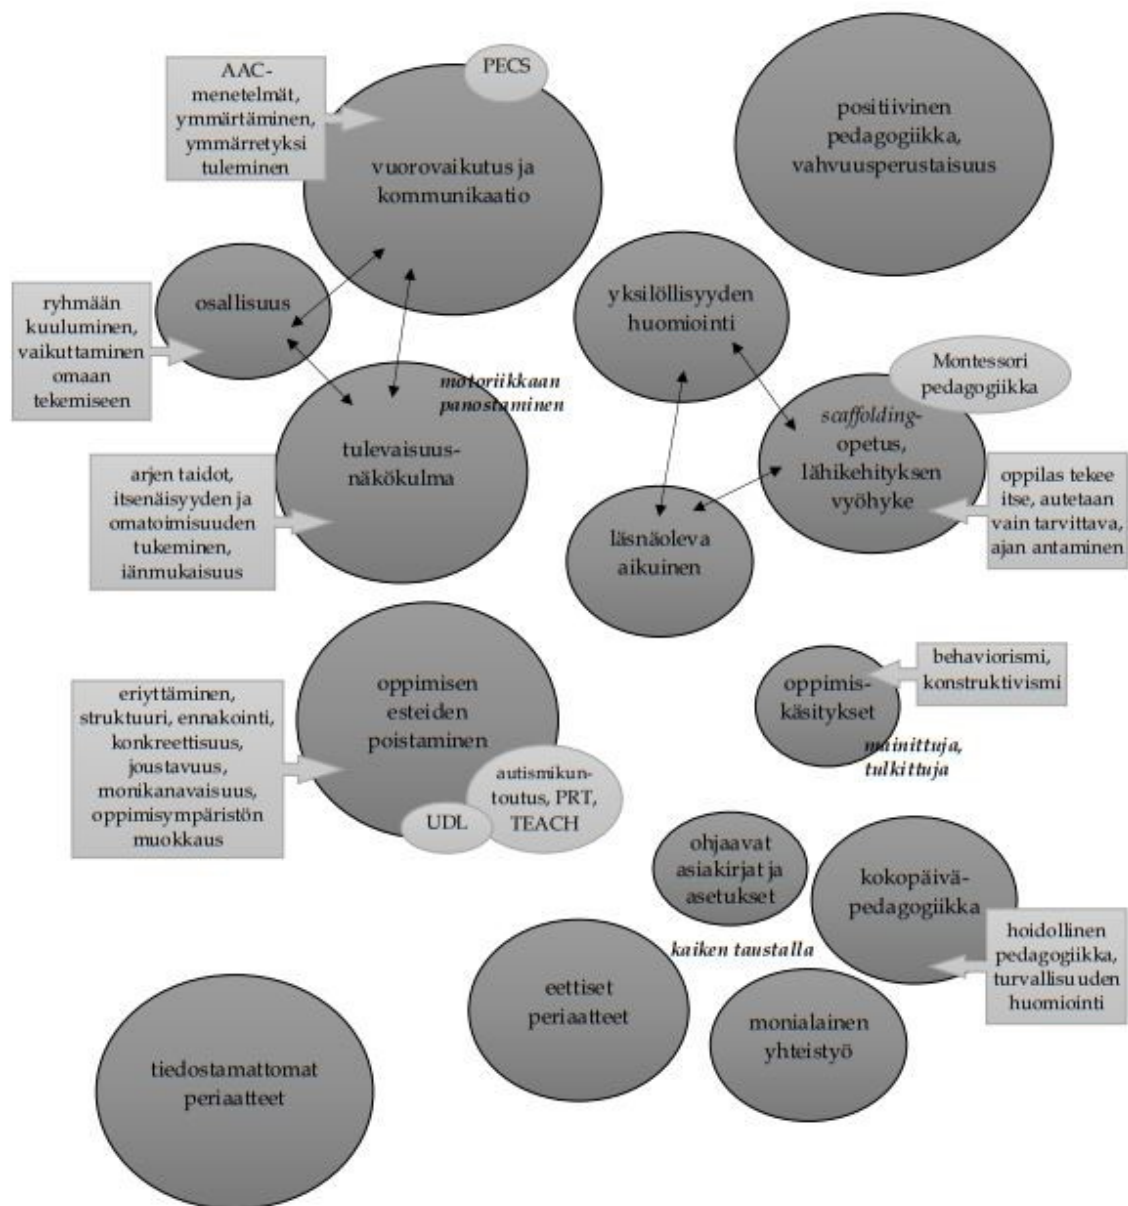 AAC-
menetelmät,
ymmärtäminen,
ymmärretyksi
tuleminen
PECS
vuorovaikutus ja
kommunikaatio
positiivinen
pedagogiikka,
vahvuusperustaisuus
osallisuus
ryhmään
kuuluminen,
vaikuttaminen
omaan
tekemiseen
yksilöllisyyden
huomiointi
motoriikkaan
panostaminen
Montessori
pedagogiikka
scaffolding-
opetus,
lähikehityksen
vyöhyke
tulevaisuus-
näkökulma
arjen taidot,
itsenäisyyden ja
omatoimisuuden
tukeminen,
iänmukaisuus
oppilas tekee
itse, autetaan
vain tarvittava,
ajan antaminen
läsnäoleva
aikuinen
oppimisen
esteiden
poistaminen
eriyttäminen,
struktuuri, ennakointi,
konkreettisuus,
joustavuus,
monikanavaisuus,
oppimisympäristön
muokkaus
autismikun-
toutus, PRT,
TEACH
UDL
behaviorismi,
konstruktivismi
oppimis-
käsitykset
mainittuja,
tulkittuja
ohjaavat
asiakirjat ja
asetukset
kokopäivä-
pedagogiikka
hoidollinen
pedagogiikka,
turvallisuuden
huomiointi
kaiken taustalla
eettiset
periaatteet
monialainen
yhteistyö
tiedostamattomat
periaatteet